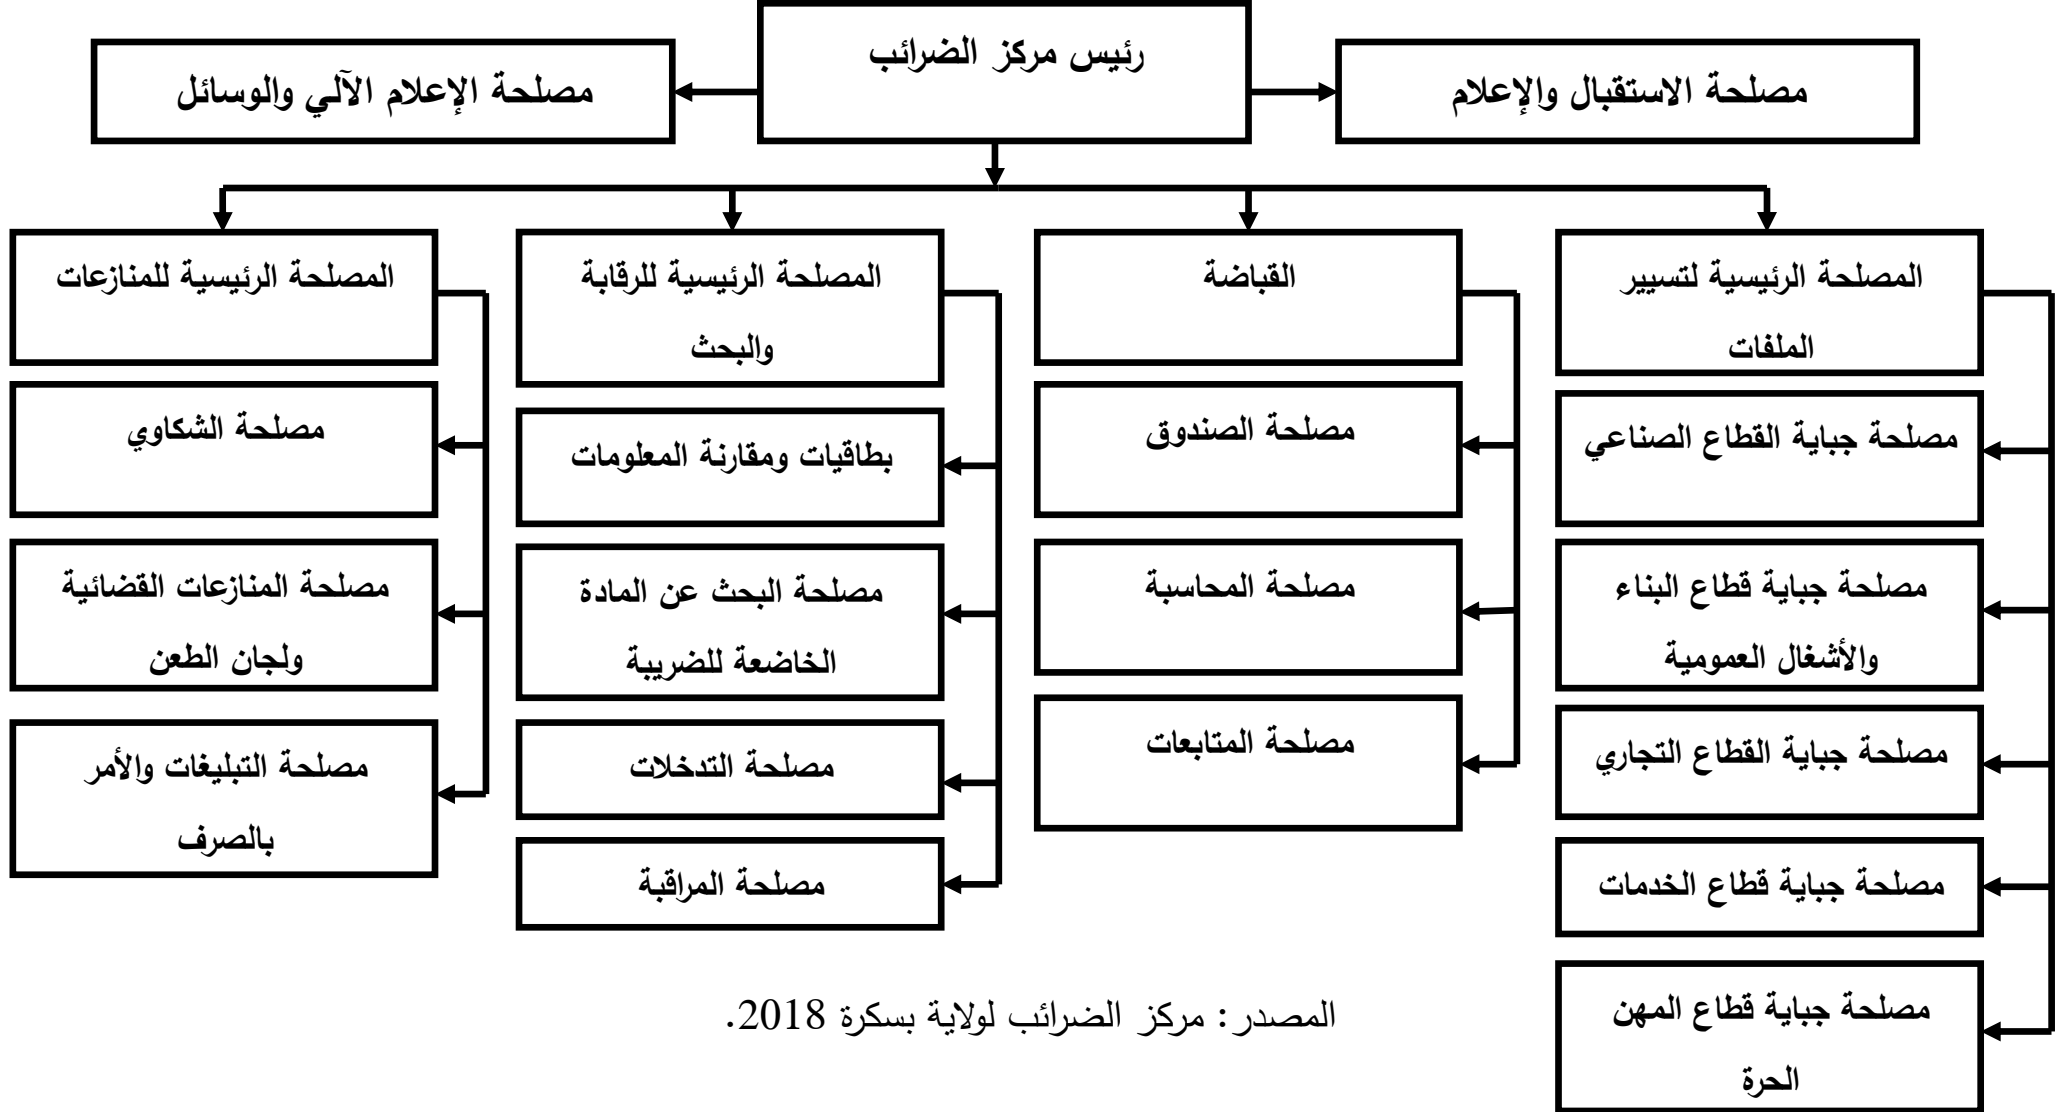 رئيس مركز الضرائب
مصلحة الاستقبال والإعلام
مصلحة الإعلام الآلي والوسائل
المصلحة الرئيسية لتسيير
الملفات
مصلحة جباية القطاع الصناعي
مصلحة جباية قطاع البناء
والأشغال العمومية
مصلحة جباية القطاع التجاري
مصلحة جباية قطاع الخدمات
مصلحة جباية قطاع المهن
الحرة
القباضة
مصلحة الصندوق
مصلحة المحاسبة
مصلحة المتابعات
المصلحة الرئيسية للرقابة
والبحث
بطاقيات ومقارنة المعلومات
مصلحة البحث عن المادة
الخاضعة للضريبة
مصلحة التدخلات
مصلحة المراقبة
المصلحة الرئيسية للمنازعات
مصلحة الشكاوي
مصلحة المنازعات القضائية
ولجان الطعن
مصلحة التبليغات والأمر
بالصرف
المصدر: مركز الضرائب لولاية بسكرة 2018.